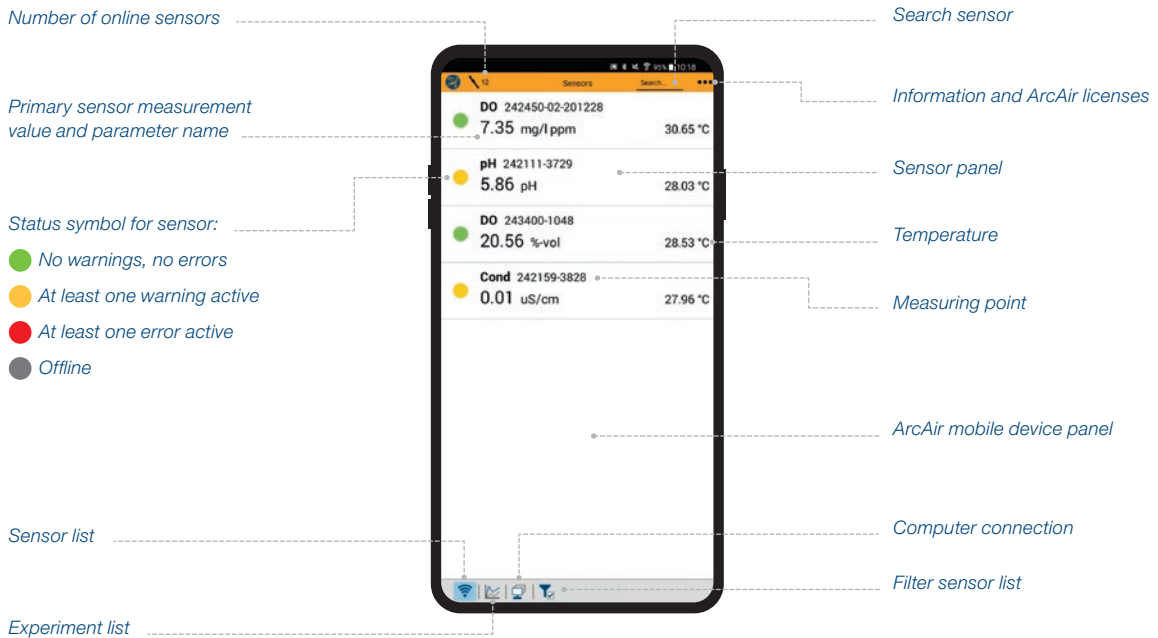 Number of online sensors
Primary sensor measurement
value and parameter name
Status symbol for sensor:
No warnings, no errors
At least one warning active
At least one error active
Offline
Sensor list
Experiment list
95% 10:18
12 Sensors Search...
DO 242450-02-201228
7.35 mg/l ppm 30.65 °C
pH 242111-3729
5.86 pH 28.03 °C
DO 243400-1048
20.56 %-vol 28.53 °C
Cond 242159-3828
0.01 uS/cm 27.96 °C
Search sensor
Information and ArcAir licenses
Sensor panel
Temperature
Measuring point
ArcAir mobile device panel
Computer connection
Filter sensor list